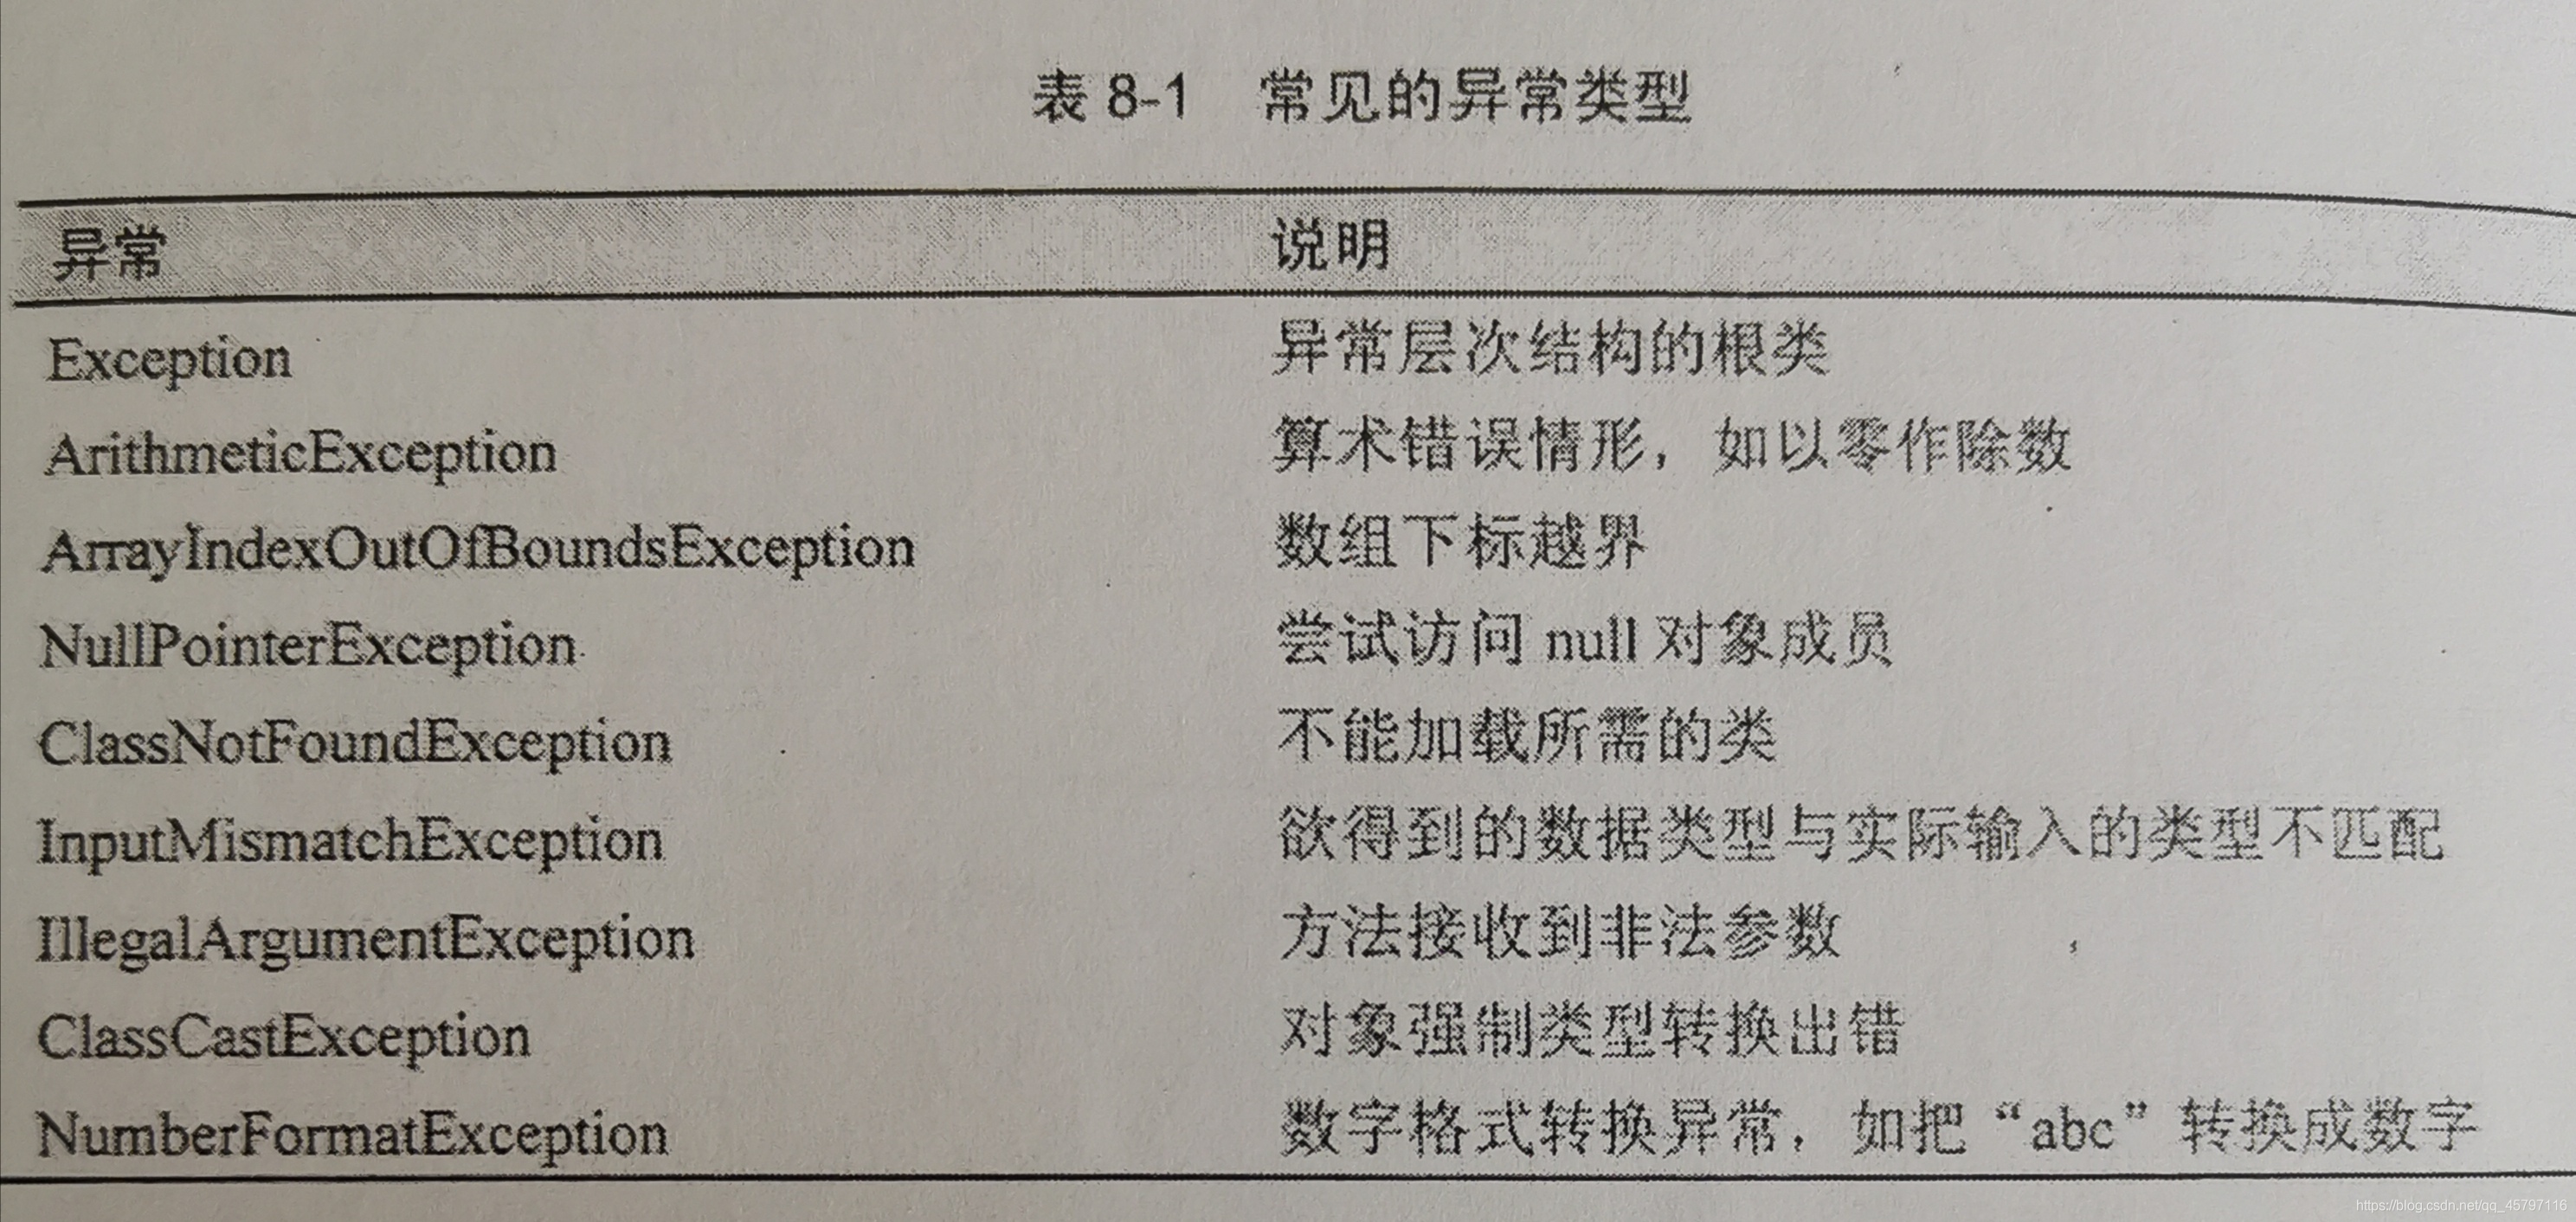 表 8-1 常见的异常类型
异常 说明
Exception 异常层次结构的根类
ArithmeticException 算术错误情形，如以零作除数
ArrayIndexOutOfBoundsException 数组下标越界
NullPointerException 尝试访问 null 对象成员
ClassNotFoundException 不能加载所需的类
InputMismatchException 欲得到的数据类型与实际输入的类型不匹配
IllegalArgumentException 方法接收到非法参数
ClassCastException 对象强制类型转换出错
NumberFormatException 数字格式转换异常，如把“abc”转换成数字
https://blog.csdn.net/qq_45797116